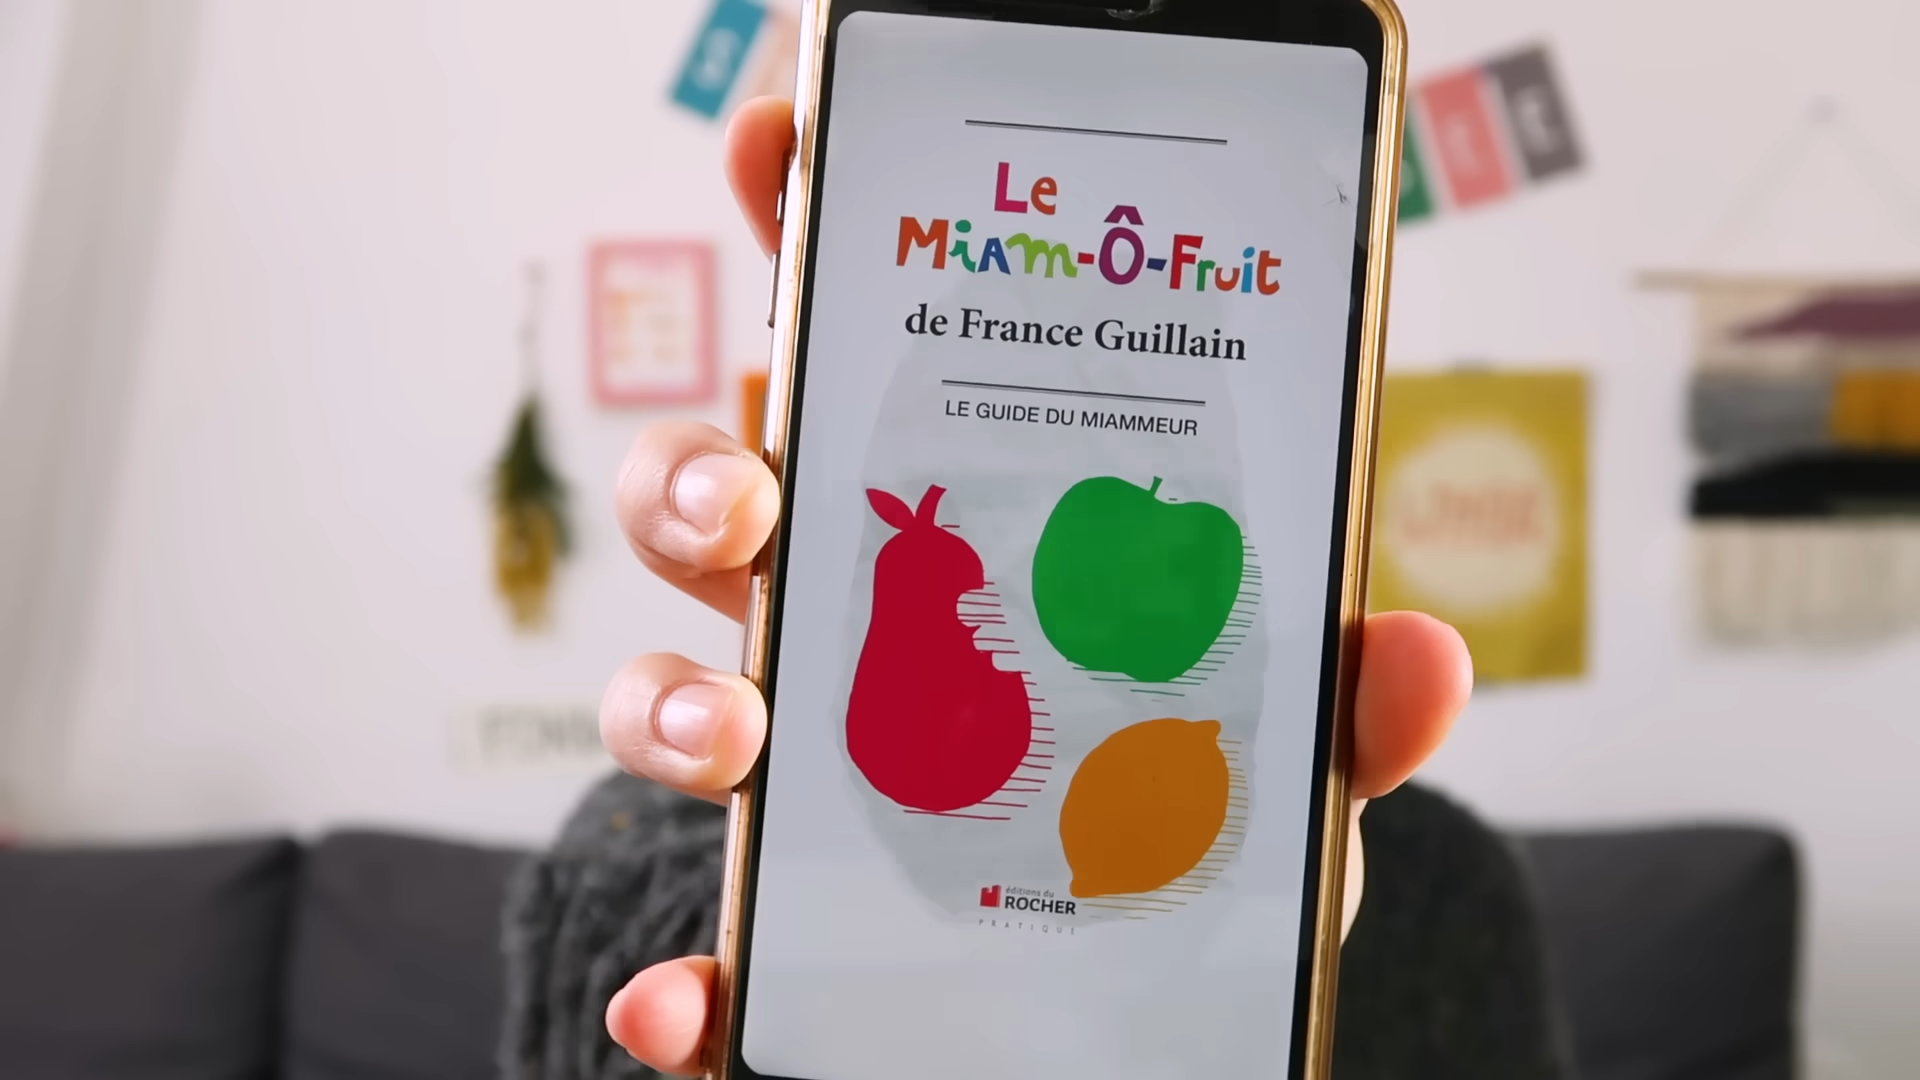 Le
Miam-Ô-Fruit
de France Guillain
LE GUIDE DU MIAMMEUR
éditions du
ROCHER
PRATIQUE